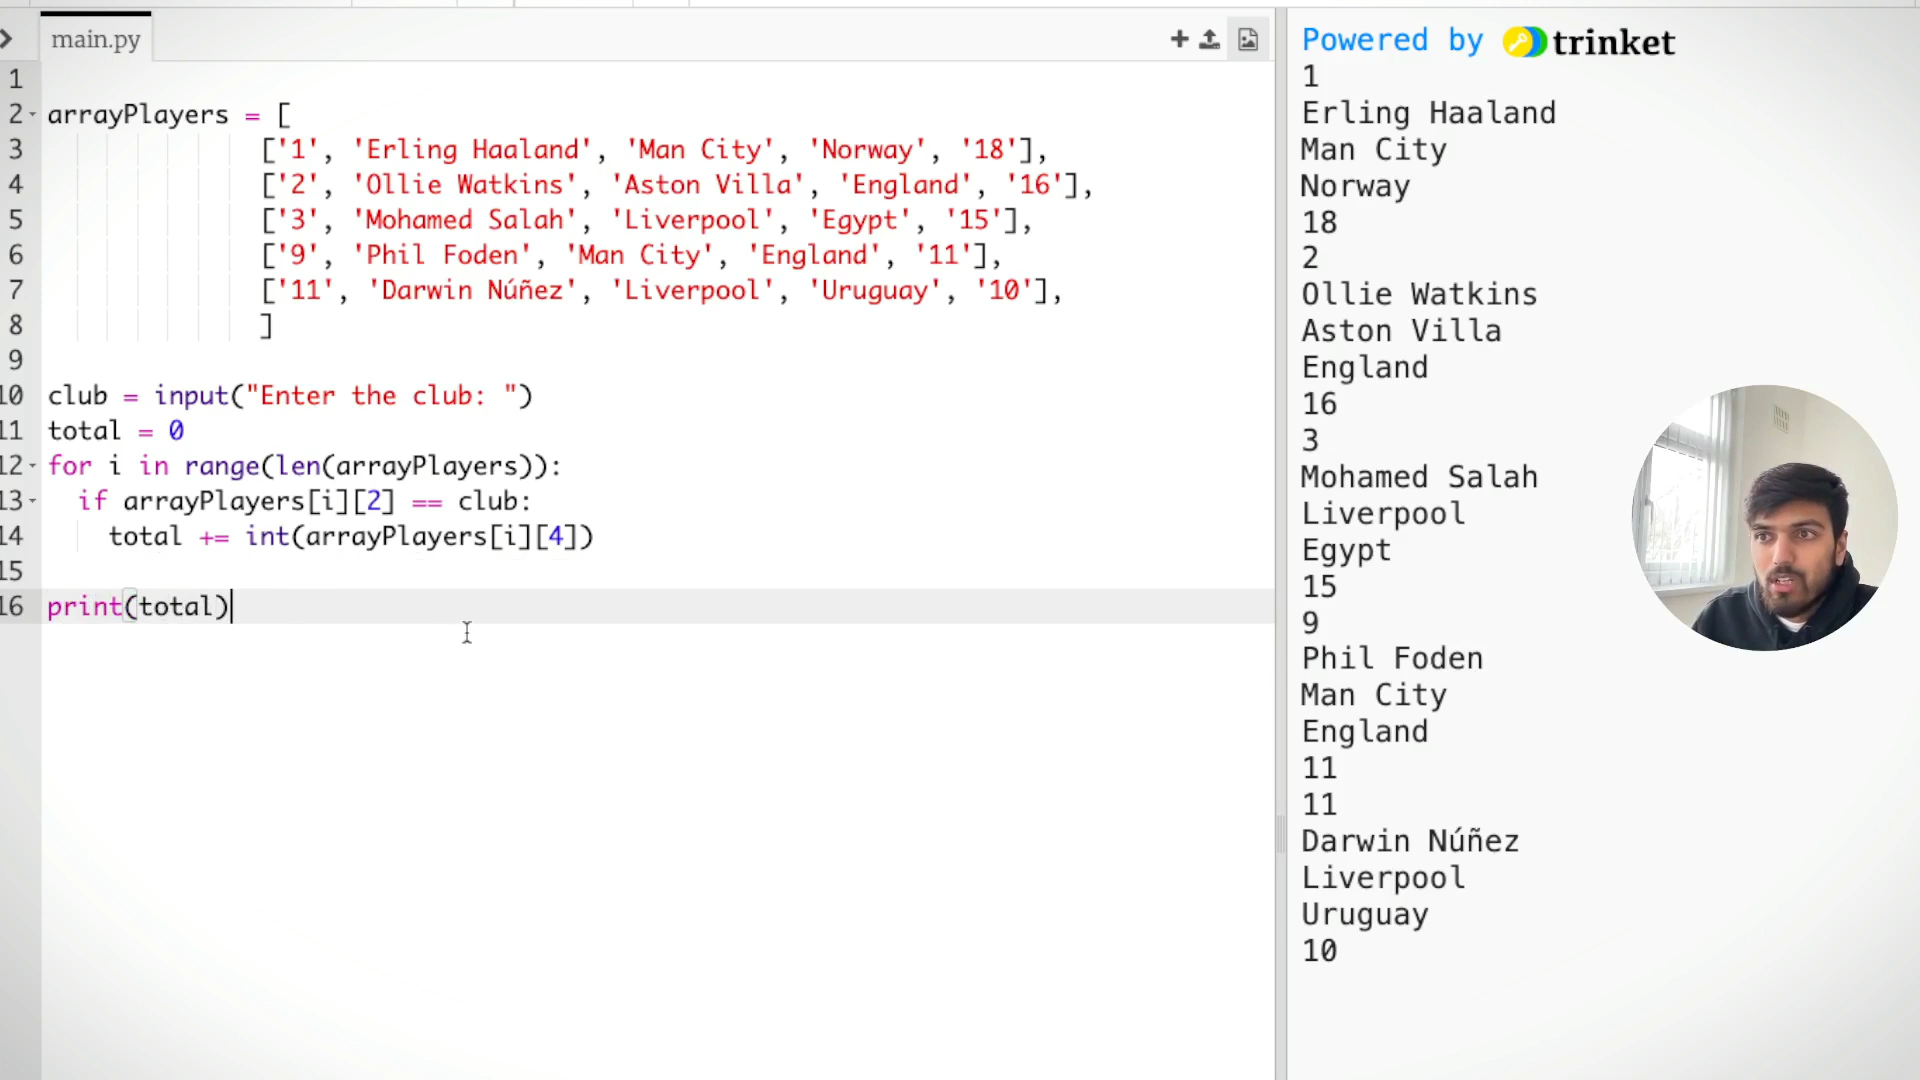 main.py
1
2 arrayPlayers = [
3 ['1', 'Erling Haaland', 'Man City', 'Norway', '18'],
4 ['2', 'Ollie Watkins', 'Aston Villa', 'England', '16'],
5 ['3', 'Mohamed Salah', 'Liverpool', 'Egypt', '15'],
6 ['9', 'Phil Foden', 'Man City', 'England', '11'],
7 ['11', 'Darwin Núñez', 'Liverpool', 'Uruguay', '10'],
8 ]
9
10 club = input("Enter the club: ")
11 total = 0
12 for i in range(len(arrayPlayers)):
13 if arrayPlayers[i][2] == club:
14 total += int(arrayPlayers[i][4])
15
16 print(total)
Powered by trinket
1
Erling Haaland
Man City
Norway
18
2
Ollie Watkins
Aston Villa
England
16
3
Mohamed Salah
Liverpool
Egypt
15
9
Phil Foden
Man City
England
11
11
Darwin Núñez
Liverpool
Uruguay
10